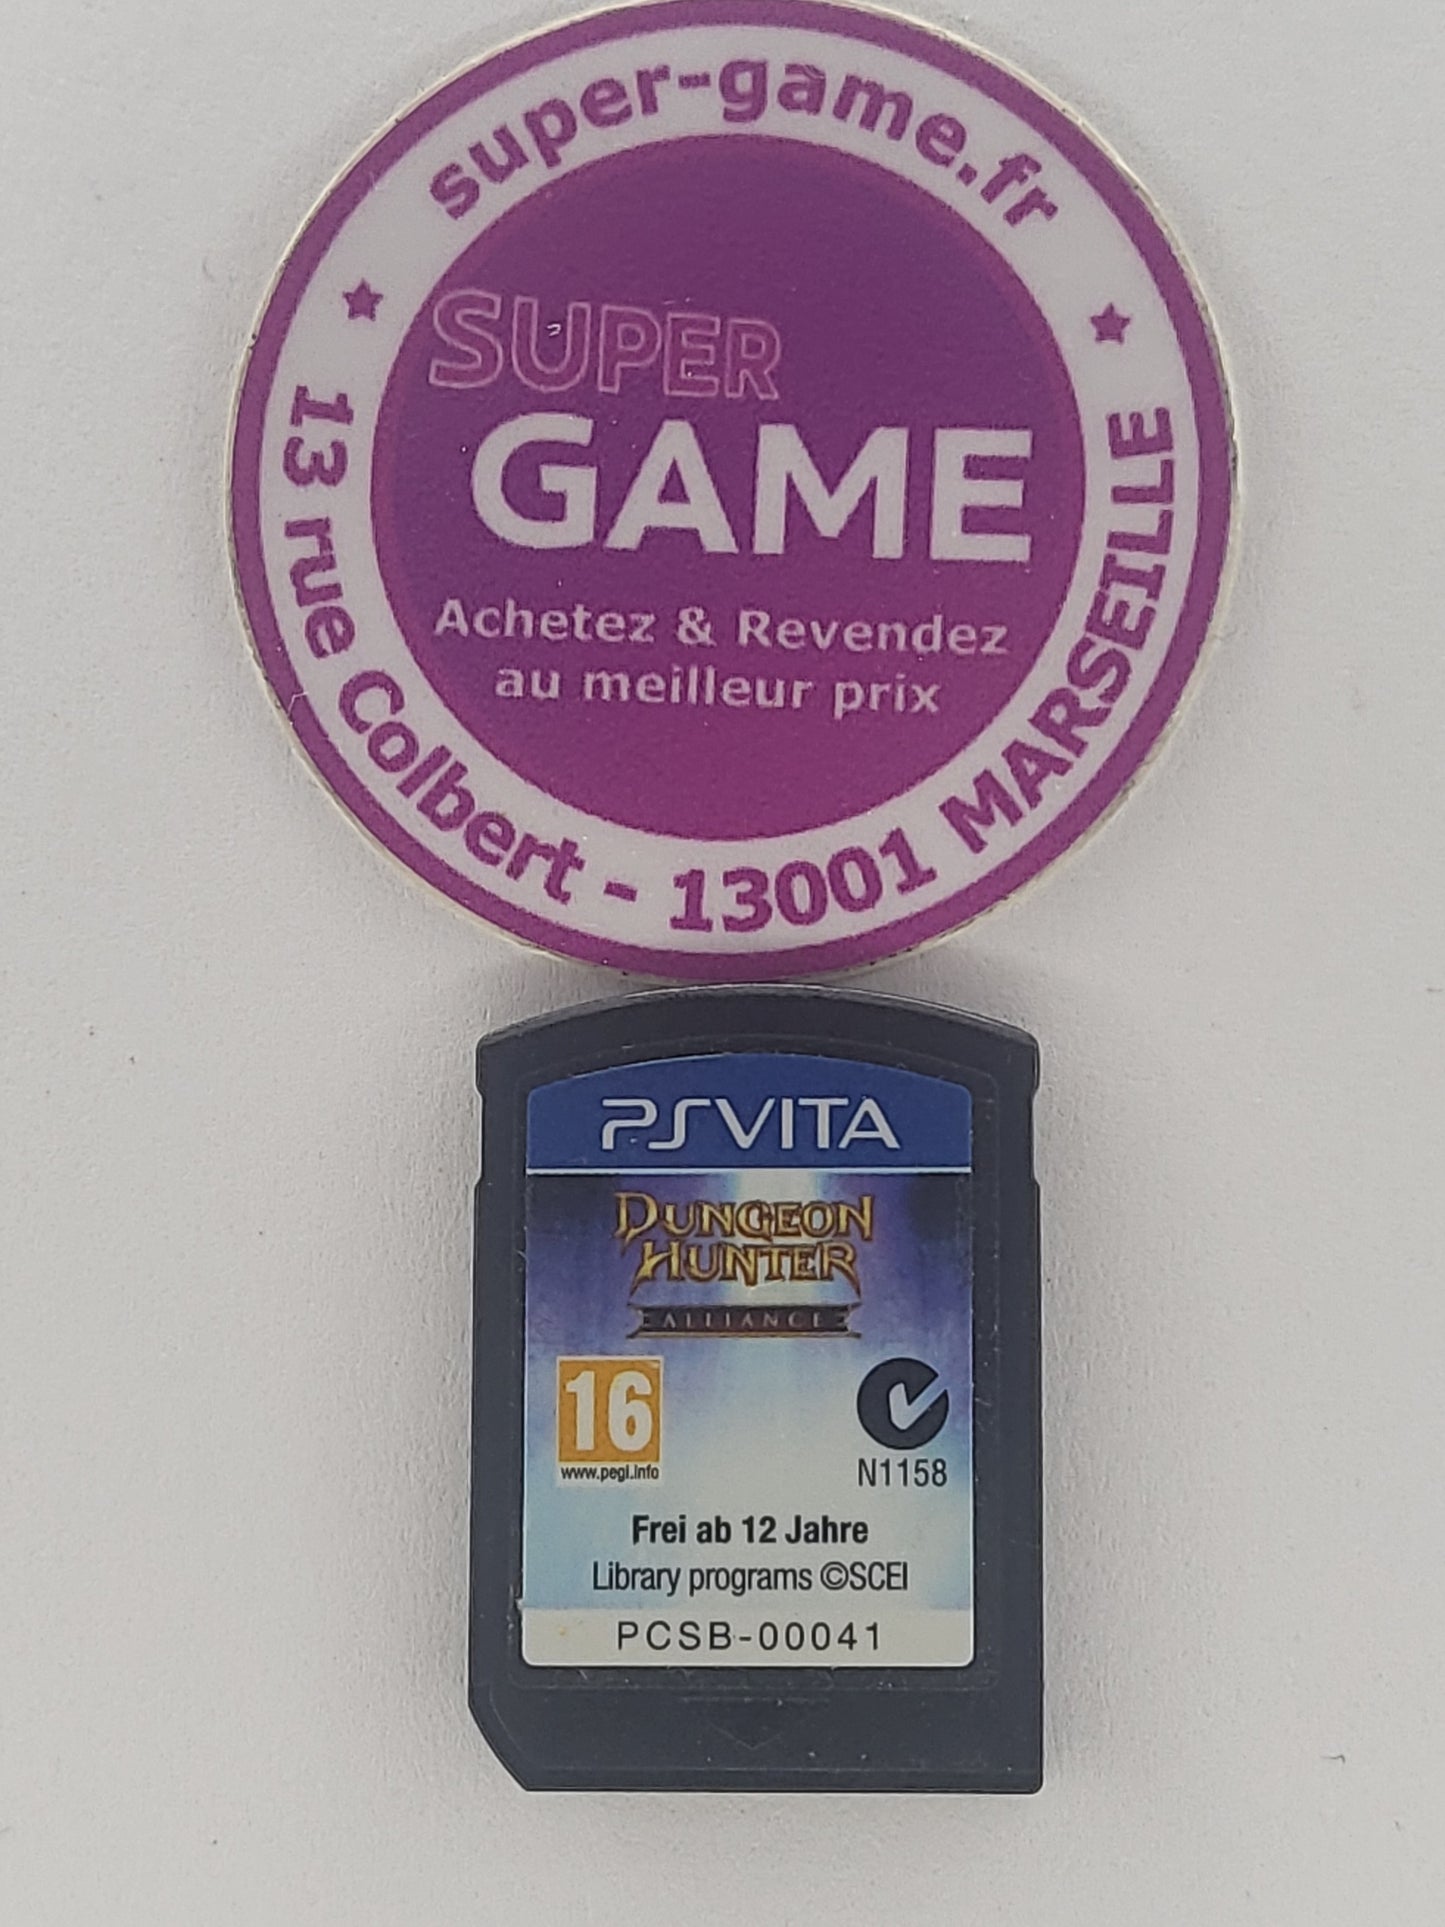 super-game.fr
SUPER
GAME
Achetez & Revendez
au meilleur prix
13 rue Colbert - 13001 MARSEILLE
PSVITA
DUNGEON
HUNTER
ALLIANCE
16
www.pegi.info
N1158
Frei ab 12 Jahre
Library programs ©SCEI
PCSB-00041